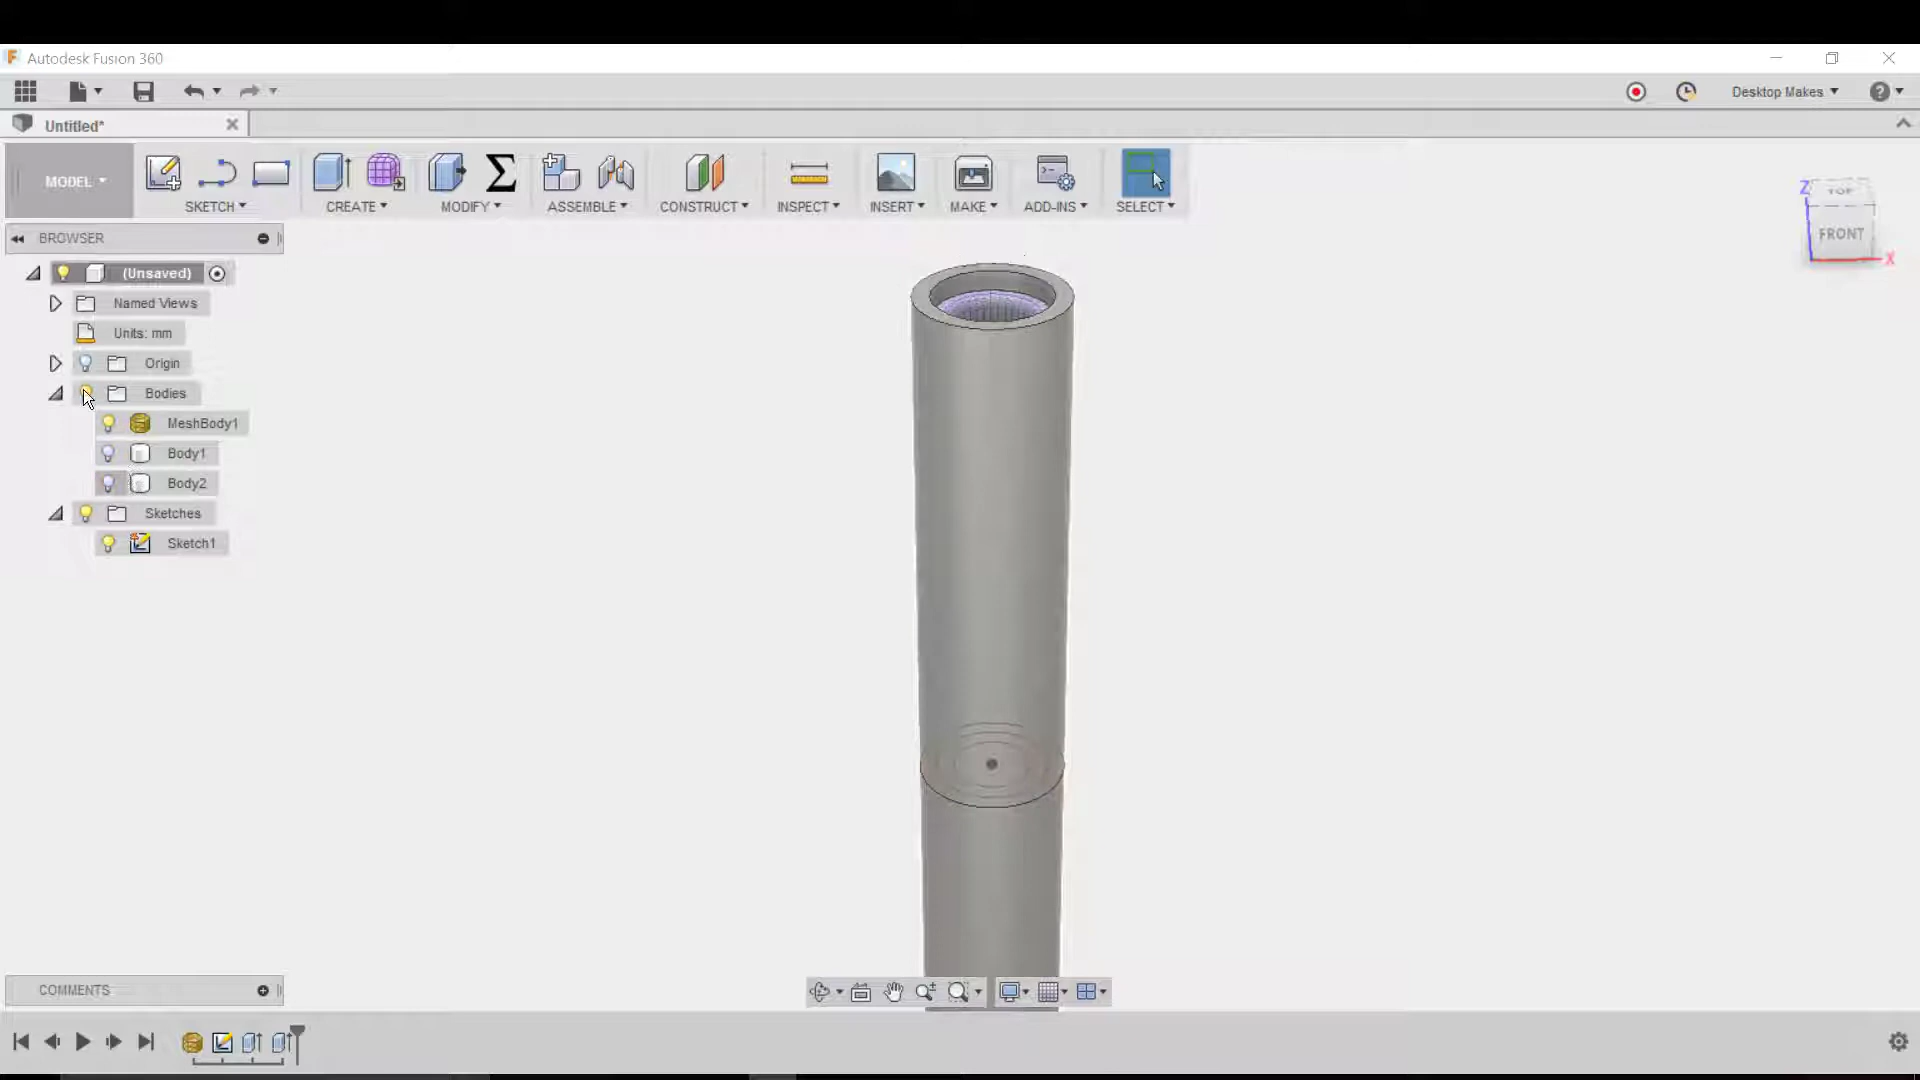 Autodesk Fusion 360
Desktop Makes
Untitled*
MODEL
SKETCH
CREATE
MODIFY
ASSEMBLE
CONSTRUCT
INSPECT
INSERT
MAKE
ADD-INS
SELECT
TOP
Z
FRONT
X
BROWSER
(Unsaved)
Named Views
Units: mm
Origin
Bodies
MeshBody1
Body1
Body2
Sketches
Sketch1
COMMENTS